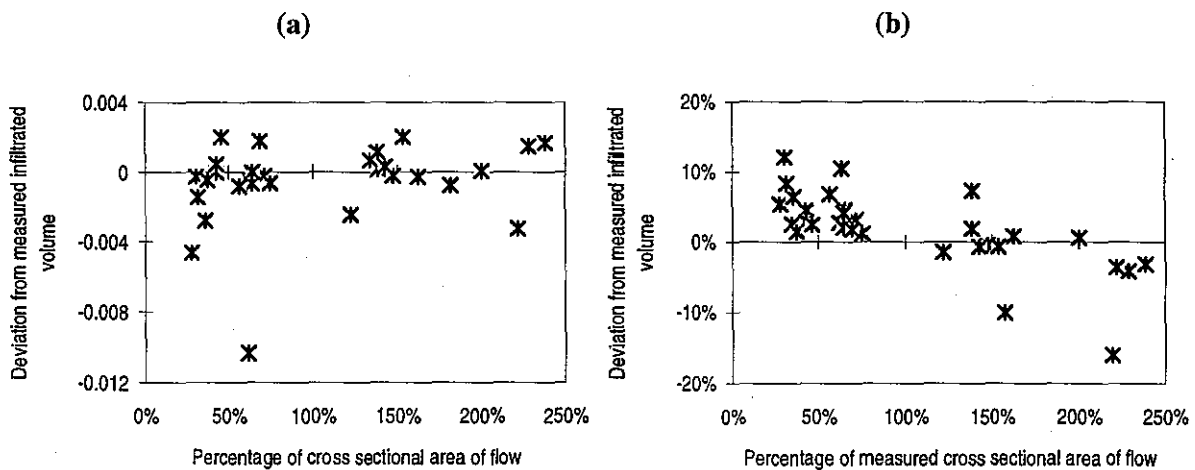 (a)
(b)
Deviation from measured infiltrated
volume
0.004
0
-0.004
-0.008
-0.012
0%
50%
100%
150%
200%
250%
Percentage of cross sectional area of flow
Deviation from measured infiltrated
volume
20%
10%
0%
-10%
-20%
0%
50%
100%
150%
200%
250%
Percentage of measured cross sectional area of flow